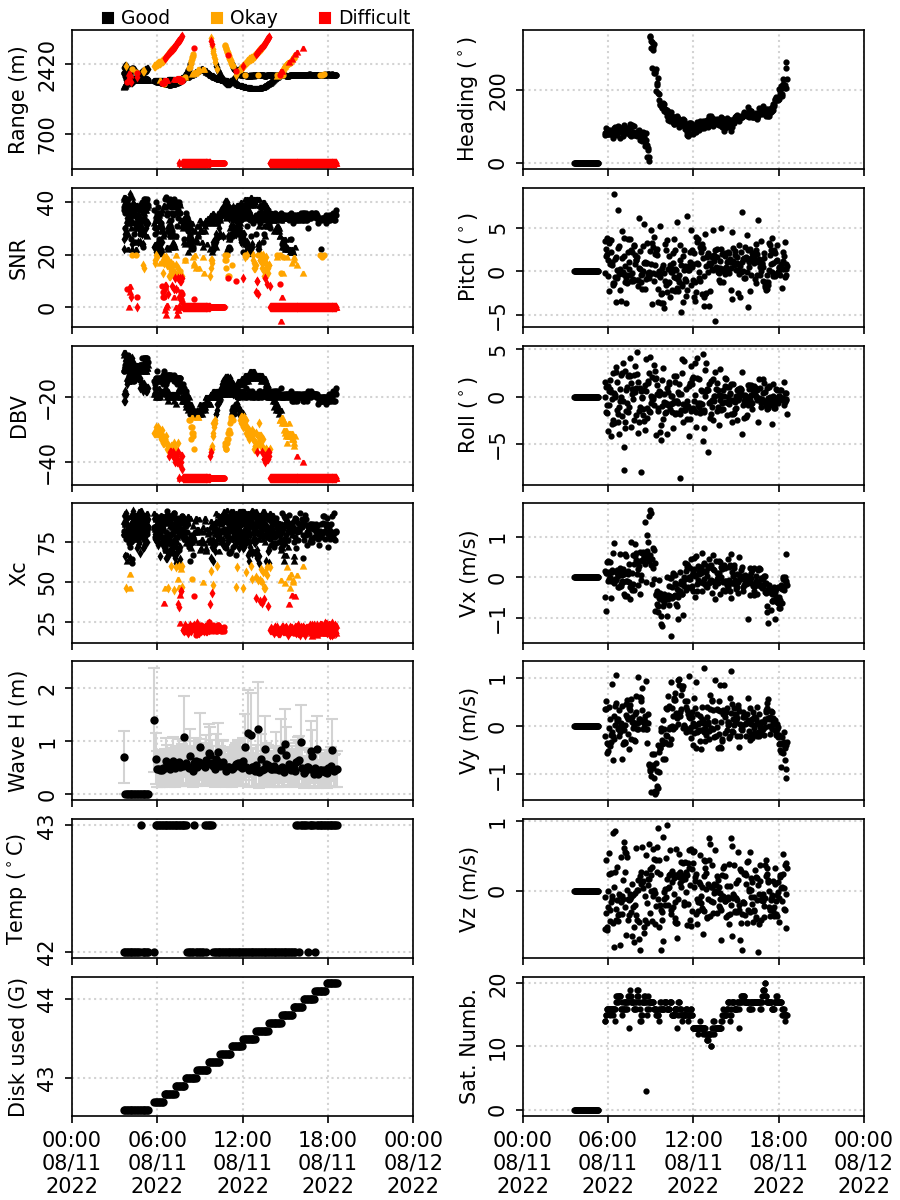 Good Okay Difficult
Range (m)
2420
700
Heading ( ° )
200
0
SNR
40
20
0
Pitch ( ° )
5
0
−5
DBV
−20
−40
Roll ( ° )
5
0
−5
Xc
75
50
25
Vx (m/s)
1
0
−1
Wave H (m)
2
1
0
Vy (m/s)
1
0
−1
Temp ( ° C)
43
42
Vz (m/s)
1
0
Disk used (G)
44
43
Sat. Numb.
20
10
0
00:00 06:00 12:00 18:00 00:00
08/11 08/11 08/11 08/11 08/12
2022 2022 2022 2022 2022
00:00 06:00 12:00 18:00 00:00
08/11 08/11 08/11 08/11 08/12
2022 2022 2022 2022 2022